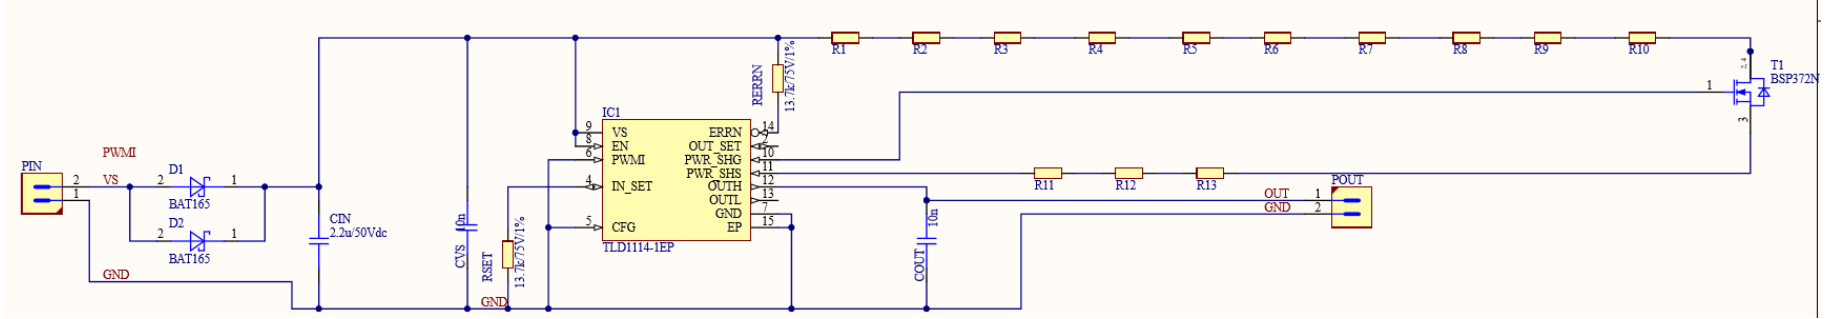 R1 R2 R3 R4 R5 R6 R7 R8 R9 R10
2, 4
T1
BSP372N
1
3
RERRN
13.7k/75V/1%
IC1
9 VS ERRN 14
8 EN OUT_SET 2
6 PWMI PWR_SHG 10
PWR_SHS 11
4 IN_SET OUTH 12
OUTL 13
GND 7
5 CFG EP 15
TLD1114-1EP
PIN
2
1
PWMI
VS
GND
D1
2 1
BAT165
D2
2 1
BAT165
CIN
2.2u/50Vdc
10n
CVS
RSET
13.7k/75V/1%
GND
R11 R12 R13
10n
COUT
POUT
OUT 1
GND 2